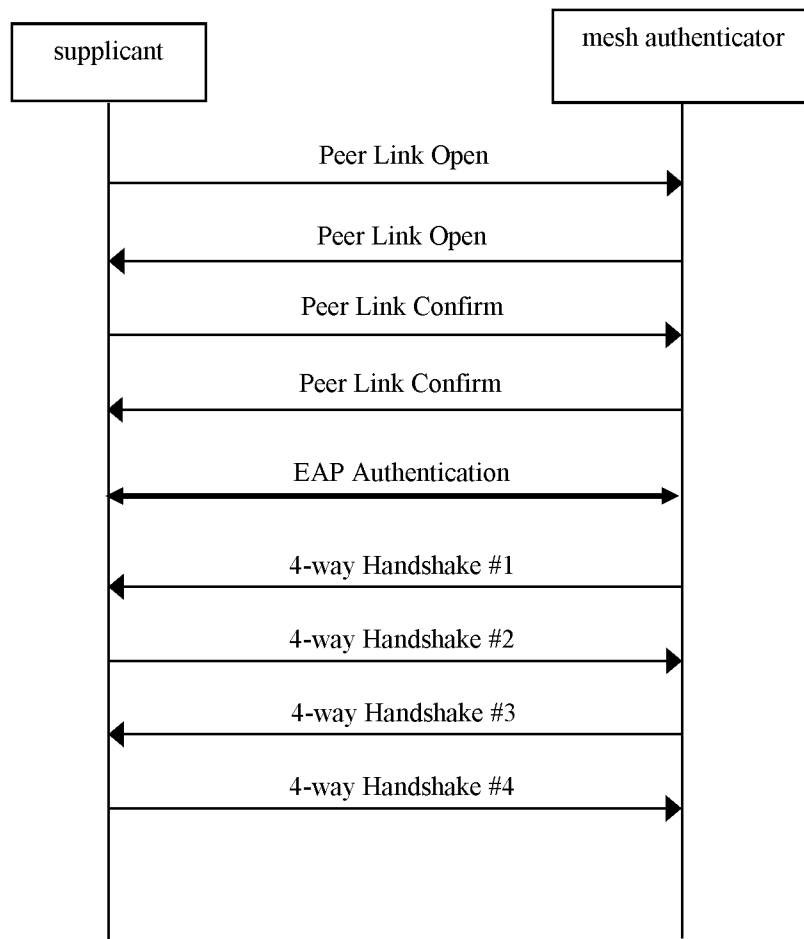 supplicant
mesh authenticator
Peer Link Open
Peer Link Open
Peer Link Confirm
Peer Link Confirm
EAP Authentication
4-way Handshake #1
4-way Handshake #2
4-way Handshake #3
4-way Handshake #4